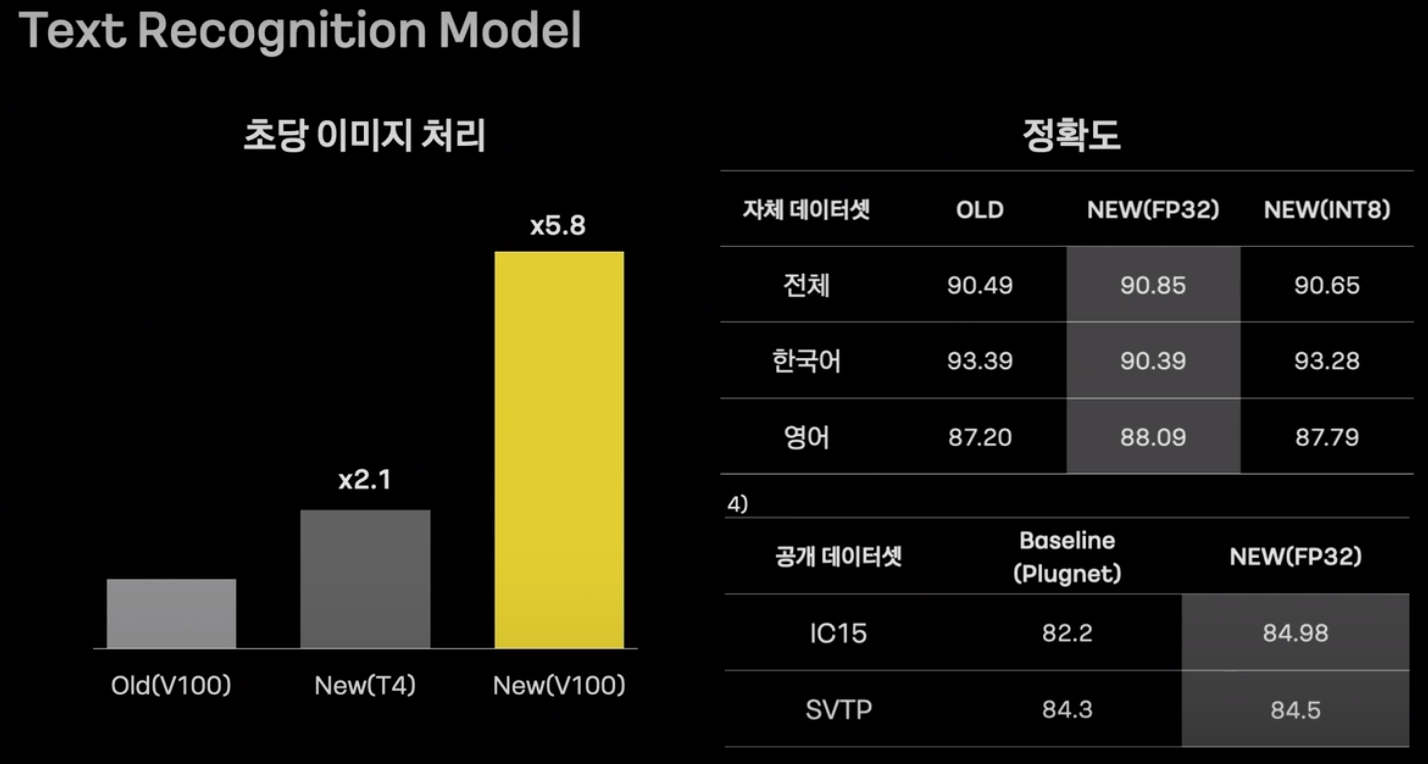 Text Recognition Model
초당 이미지 처리
x5.8
x2.1
Old(V100) New(T4) New(V100)
정확도
자체 데이터셋 OLD NEW(FP32) NEW(INT8)
전체 90.49 90.85 90.65
한국어 93.39 90.39 93.28
영어 87.20 88.09 87.79
4)
공개 데이터셋 Baseline (Plugnet) NEW(FP32)
IC15 82.2 84.98
SVTP 84.3 84.5